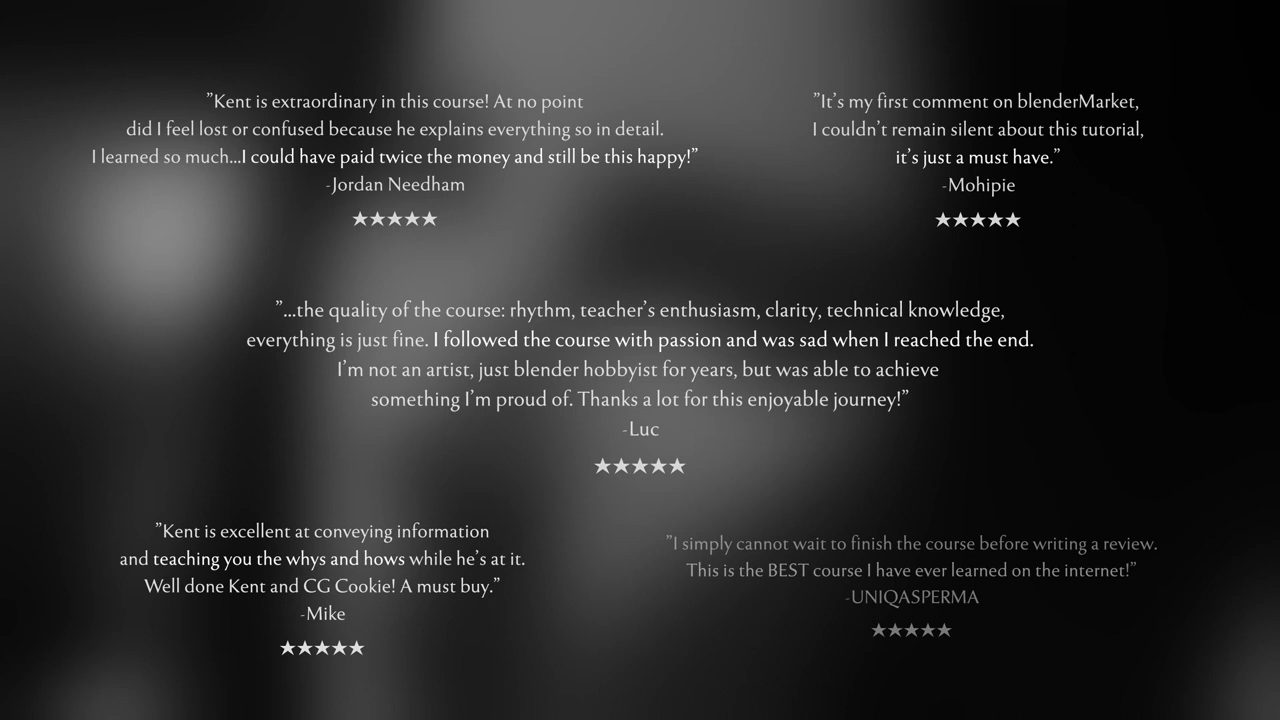 ”Kent is extraordinary in this course! At no point
did I feel lost or confused because he explains everything so in detail.
I learned so much...I could have paid twice the money and still be this happy!”
-Jordan Needham
★★★★★
”It’s my first comment on blenderMarket,
I couldn’t remain silent about this tutorial,
it’s just a must have.”
-Mohipie
★★★★★
”...the quality of the course: rhythm, teacher’s enthusiasm, clarity, technical knowledge,
everything is just fine. I followed the course with passion and was sad when I reached the end.
I’m not an artist, just blender hobbyist for years, but was able to achieve
something I’m proud of. Thanks a lot for this enjoyable journey!”
-Luc
★★★★★
”Kent is excellent at conveying information
and teaching you the whys and hows while he’s at it.
Well done Kent and CG Cookie! A must buy.”
-Mike
★★★★★
”I simply cannot wait to finish the course before writing a review.
This is the BEST course I have ever learned on the internet!”
-UNIQASPERMA
★★★★★